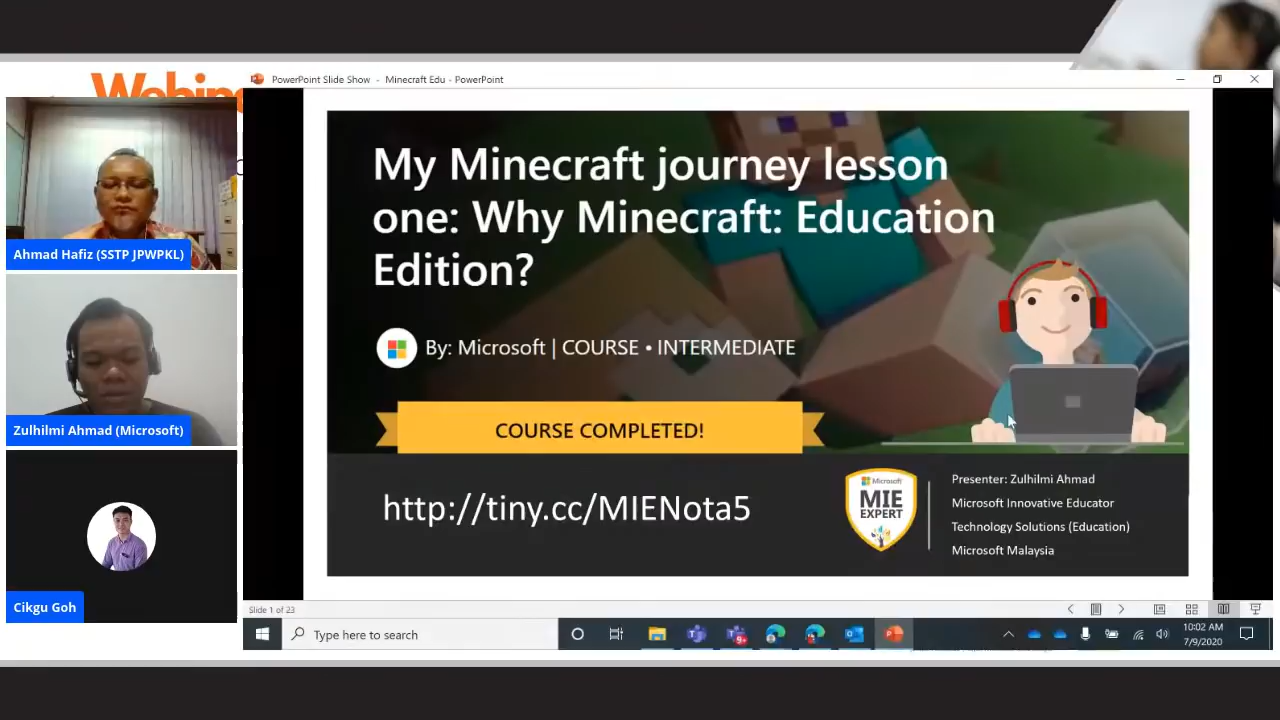 Webin
Ahmad Hafiz (SSTP JPWPKL)
Zulhilmi Ahmad (Microsoft)
Cikgu Goh
PowerPoint Slide Show - Minecraft Edu - PowerPoint
My Minecraft journey lesson
one: Why Minecraft: Education
Edition?
By: Microsoft | COURSE • INTERMEDIATE
COURSE COMPLETED!
http://tiny.cc/MIENota5
Microsoft
MIE
EXPERT
Presenter: Zulhilmi Ahmad
Microsoft Innovative Educator
Technology Solutions (Education)
Microsoft Malaysia
Slide 1 of 23
Type here to search
9+
10:02 AM
7/9/2020